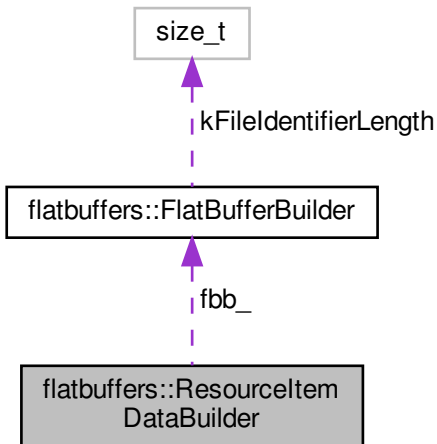 size_t
kFileIdentifierLength
flatbuffers::FlatBufferBuilder
fbb_
flatbuffers::ResourceItem
DataBuilder